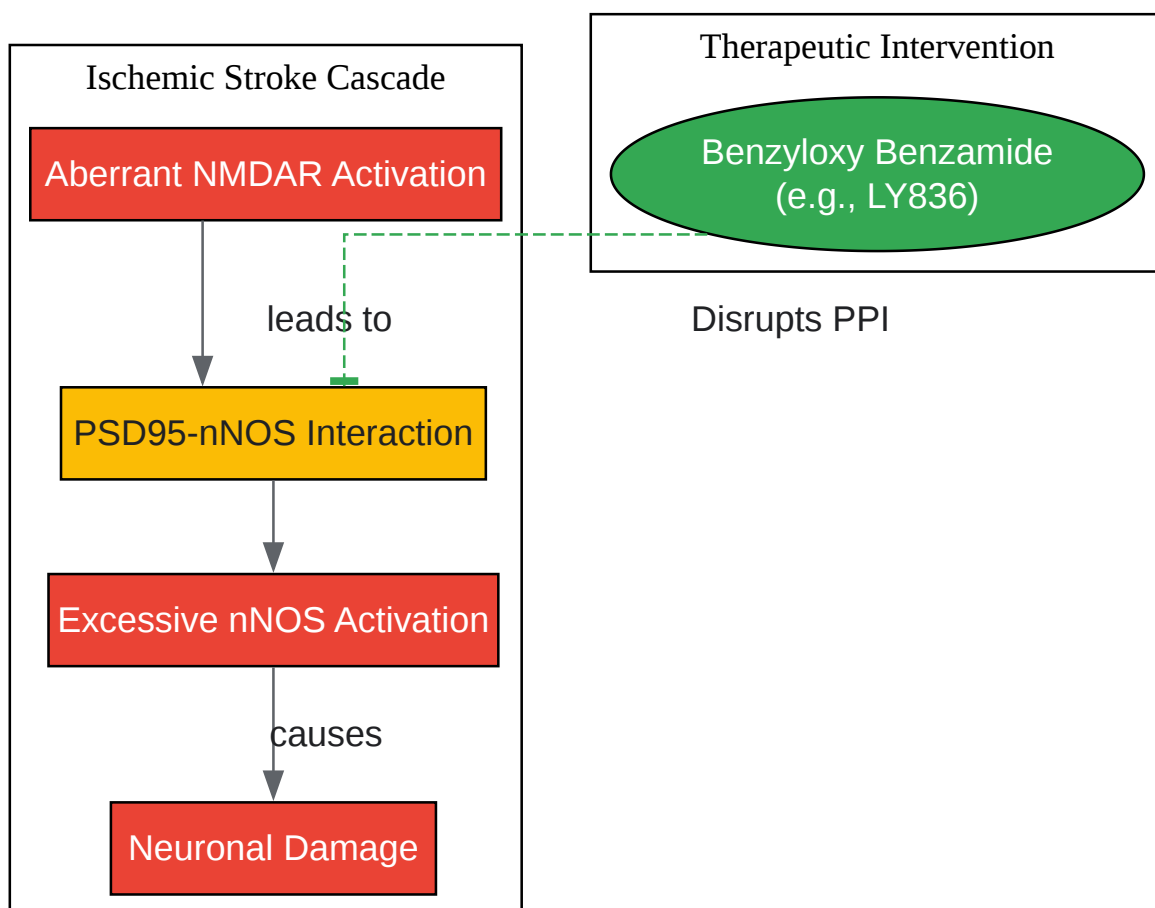 Ischemic Stroke Cascade
Aberrant NMDAR Activation
leads to
PSD95-nNOS Interaction
Excessive nNOS Activation
causes
Neuronal Damage
Therapeutic Intervention
Benzyloxy Benzamide
(e.g., LY836)
Disrupts PPI